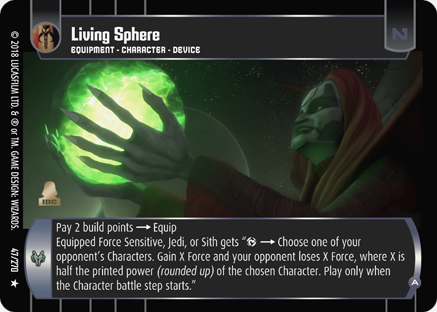 Living Sphere
EQUIPMENT · CHARACTER · DEVICE
N
© 2018 LUCASFILM LTD. & ® OR TM. GAME DESIGN: WIZARDS.
47/270
IDC
Pay 2 build points → Equip
Equipped Force Sensitive, Jedi, or Sith gets “ → Choose one of your
opponent's Characters. Gain X Force and your opponent loses X Force, where X is
half the printed power (rounded up) of the chosen Character. Play only when
the Character battle step starts.”
A